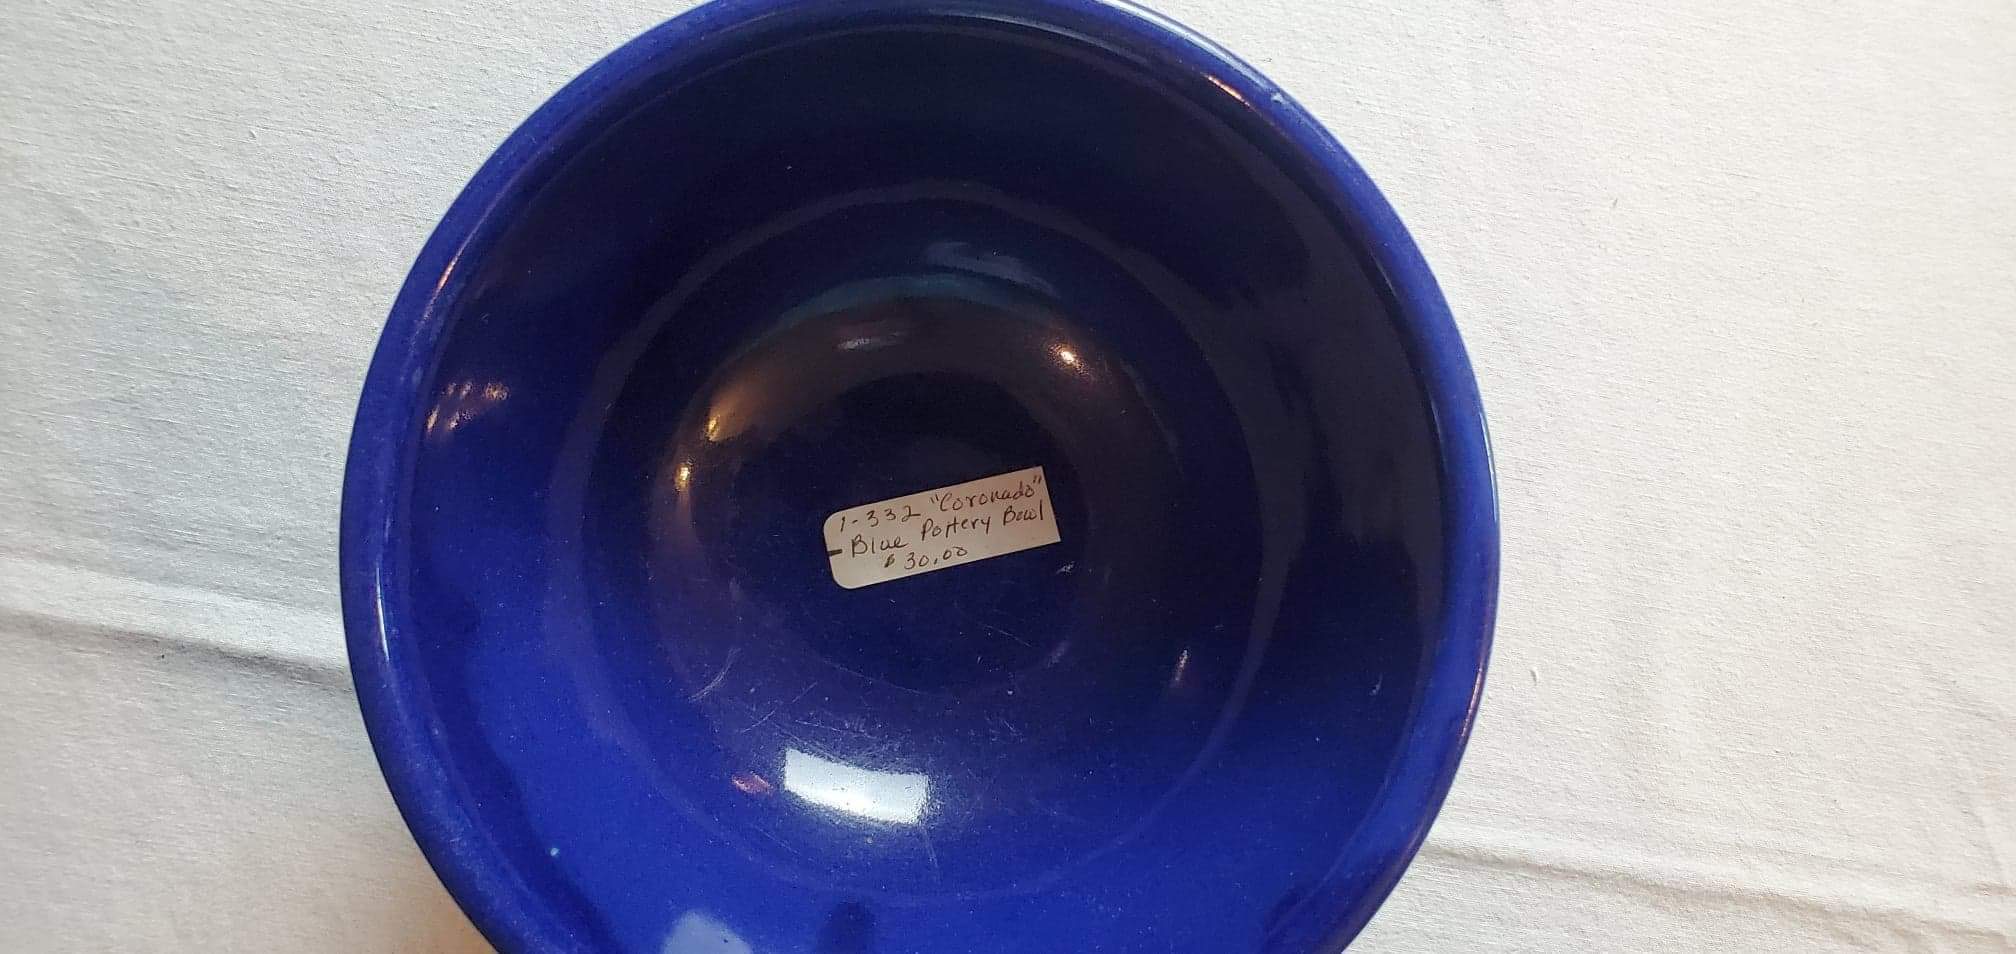 1-332 "Coronado"
Blue Pottery Bowl
$30.00